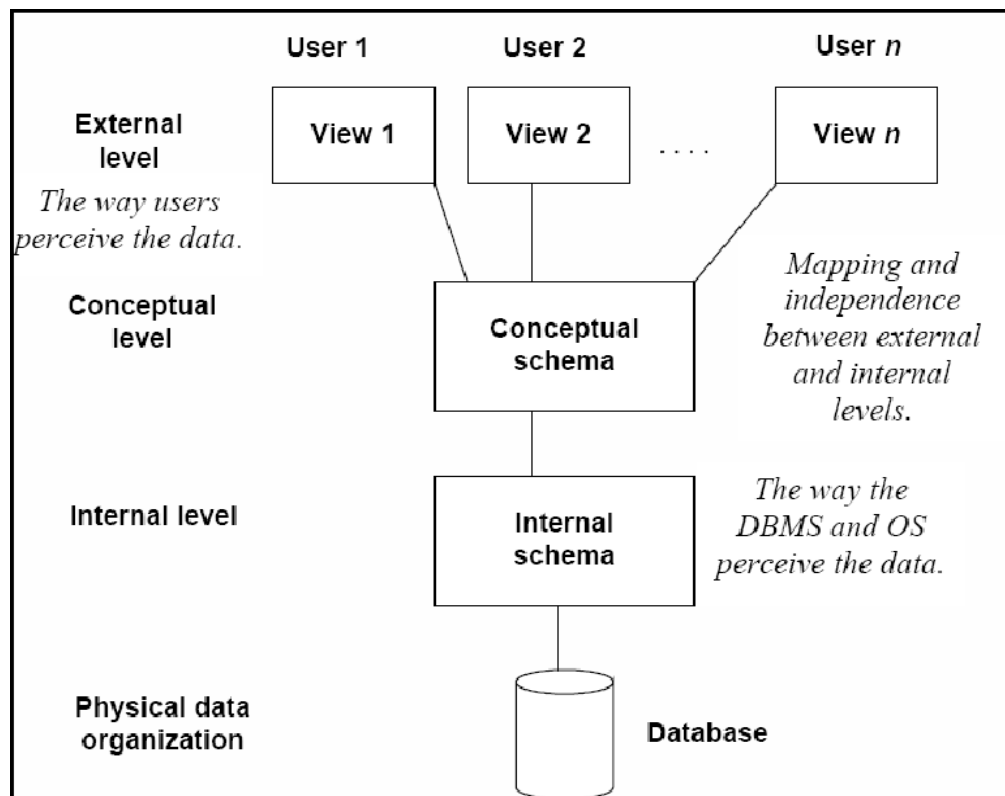 User 1
User 2
User n
External
level
View 1
View 2
. . . .
View n
The way users
perceive the data.
Conceptual
level
Conceptual
schema
Mapping and
independence
between external
and internal
levels.
Internal level
Internal
schema
The way the
DBMS and OS
perceive the data.
Physical data
organization
Database